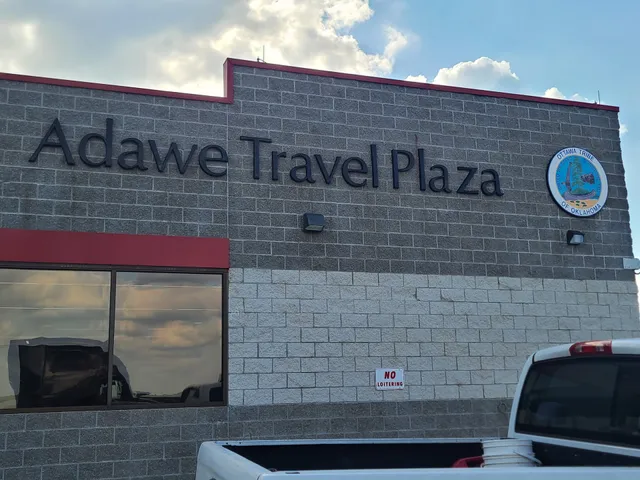 Adawe Travel Plaza
OTTAWA TRIBE
OF OKLAHOMA
NO
LOITERING